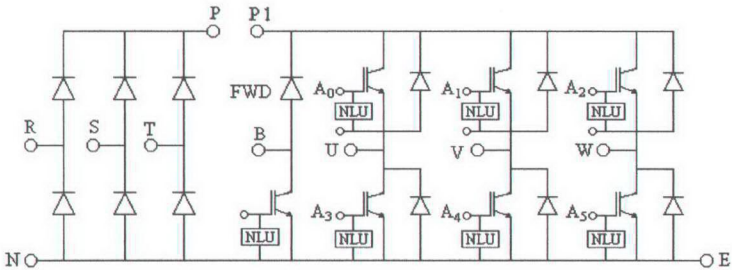 P P1
FWD A0 A1 A2
NLU NLU NLU
R S T B U V W
A3 A4 A5
NLU NLU NLU NLU
N E